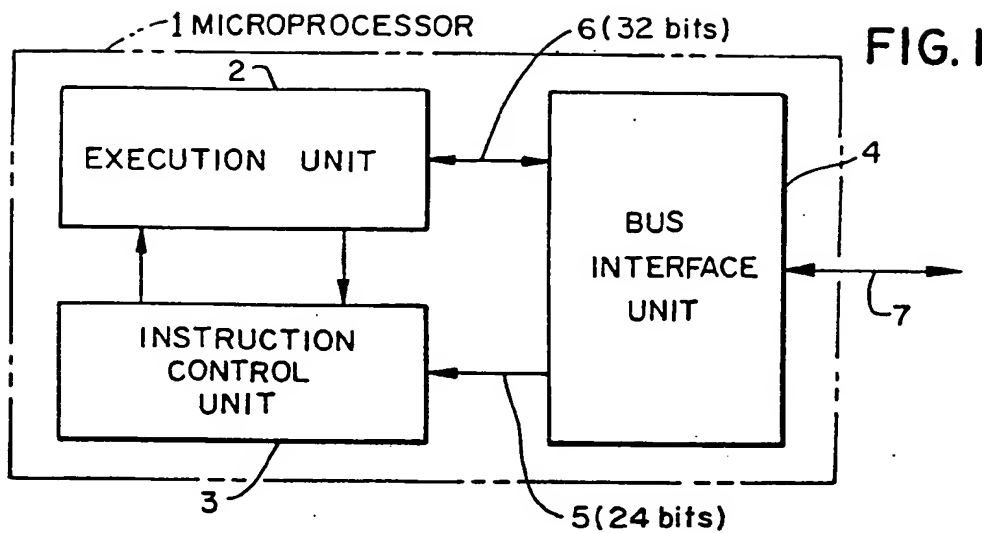 1 MICROPROCESSOR
6 (32 bits)
FIG. 1
2
EXECUTION UNIT
4
BUS
INTERFACE
UNIT
7
INSTRUCTION
CONTROL
UNIT
3
5 (24 bits)